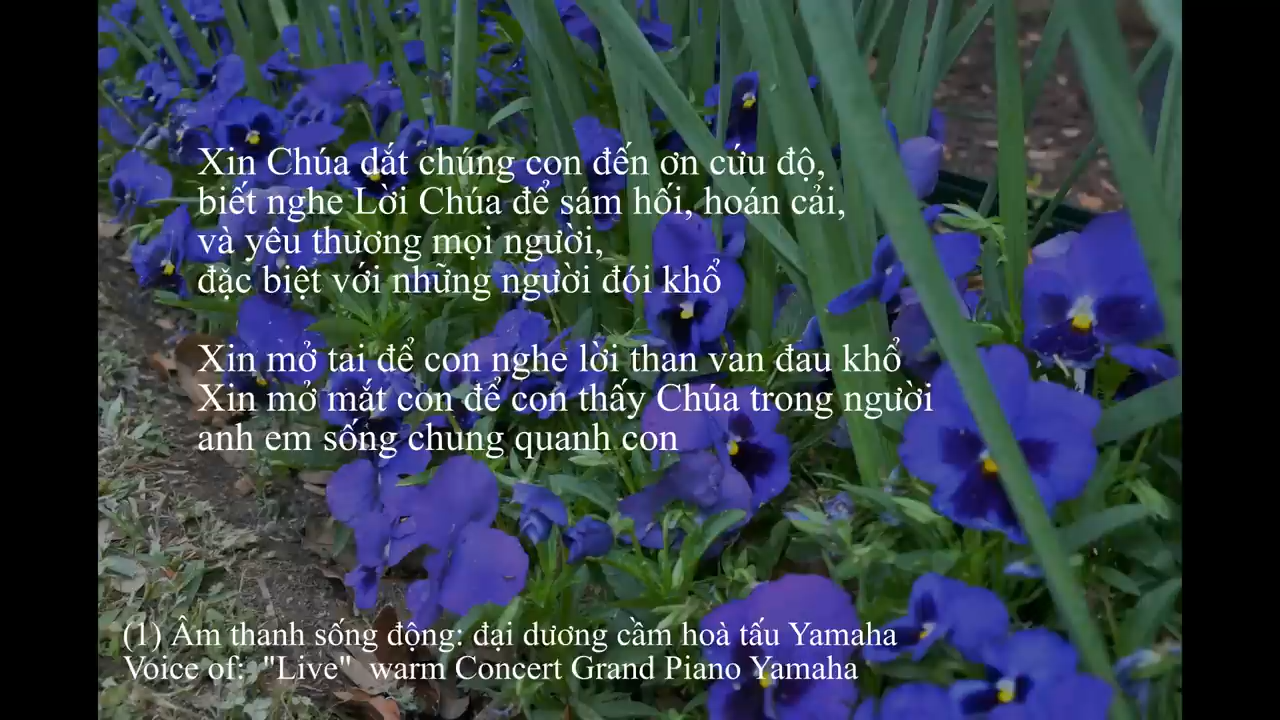 Xin Chúa dắt chúng con đến ơn cứu độ,
biết nghe Lời Chúa để sám hối, hoán cải,
và yêu thương mọi người,
đặc biệt với những người đói khổ
Xin mở tai để con nghe lời than van đau khổ
Xin mở mắt con để con thấy Chúa trong người
anh em sống chung quanh con
(1) Âm thanh sống động: đại dương cầm hoà tấu Yamaha
Voice of:  "Live"  warm Concert Grand Piano Yamaha